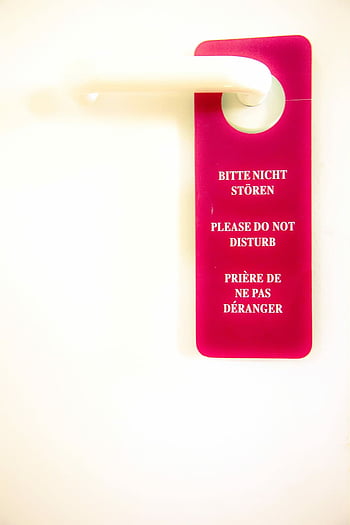 BITTE NICHT
STÖREN
PLEASE DO NOT
DISTURB
PRIÈRE DE
NE PAS
DÉRANGER